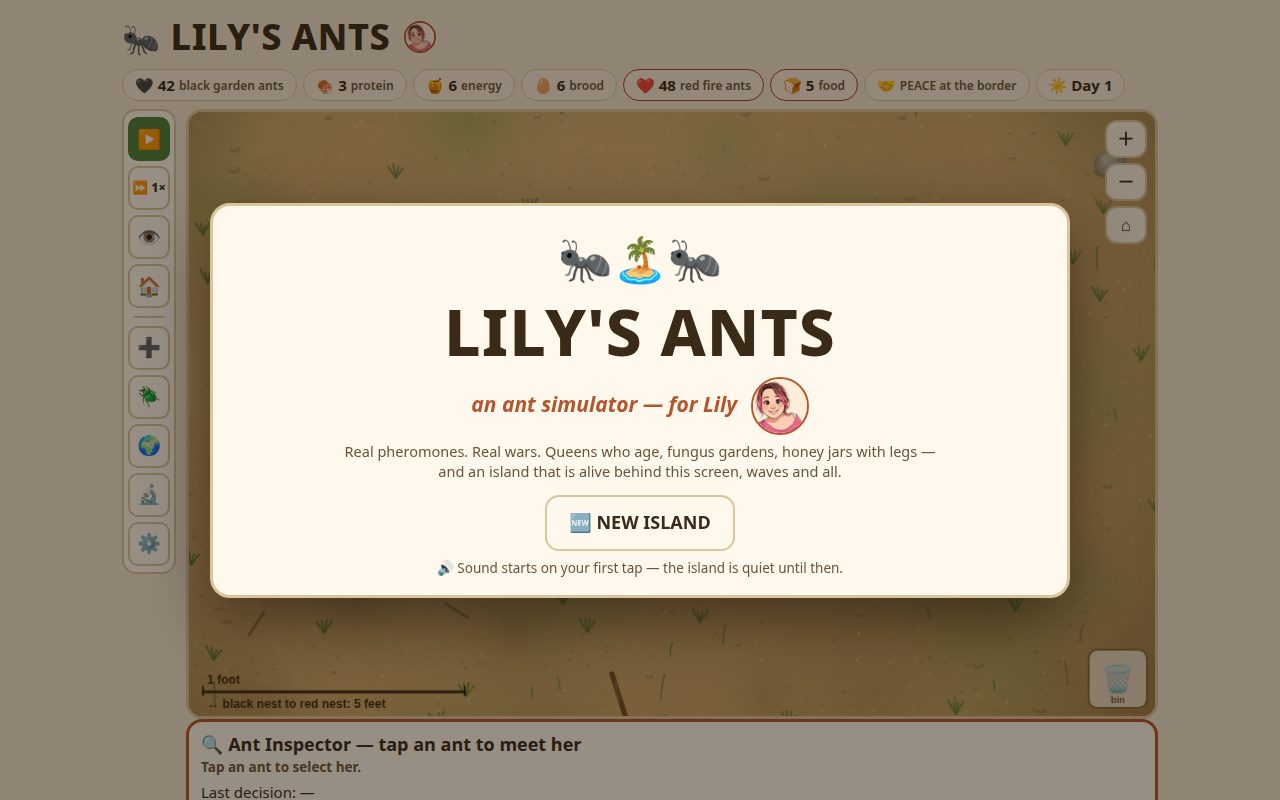 LILY'S ANTS
42 black garden ants
3 protein
6 energy
6 brood
48 red fire ants
5 food
PEACE at the border
Day 1
1×
+
−
LILY'S ANTS
an ant simulator — for Lily
Real pheromones. Real wars. Queens who age, fungus gardens, honey jars with legs —
and an island that is alive behind this screen, waves and all.
NEW NEW ISLAND
Sound starts on your first tap — the island is quiet until then.
1 foot
black nest to red nest: 5 feet
bin
Ant Inspector — tap an ant to meet her
Tap an ant to select her.
Last decision: —